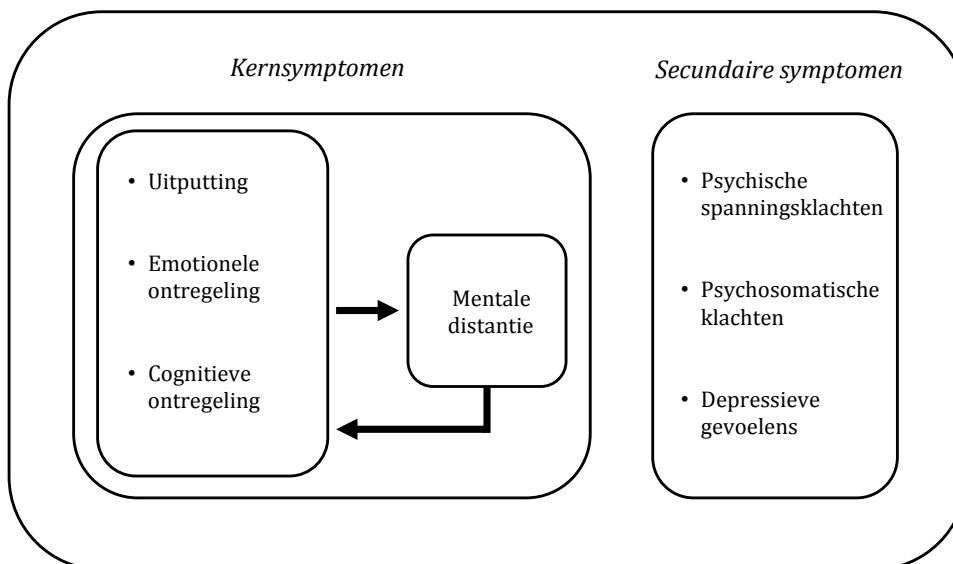 Kernsymptomen
• Uitputting
• Emotionele
ontregeling
• Cognitieve
ontregeling
Mentale
distantie
Secundaire symptomen
• Psychische
spanningsklachten
• Psychosomatische
klachten
• Depressieve
gevoelens